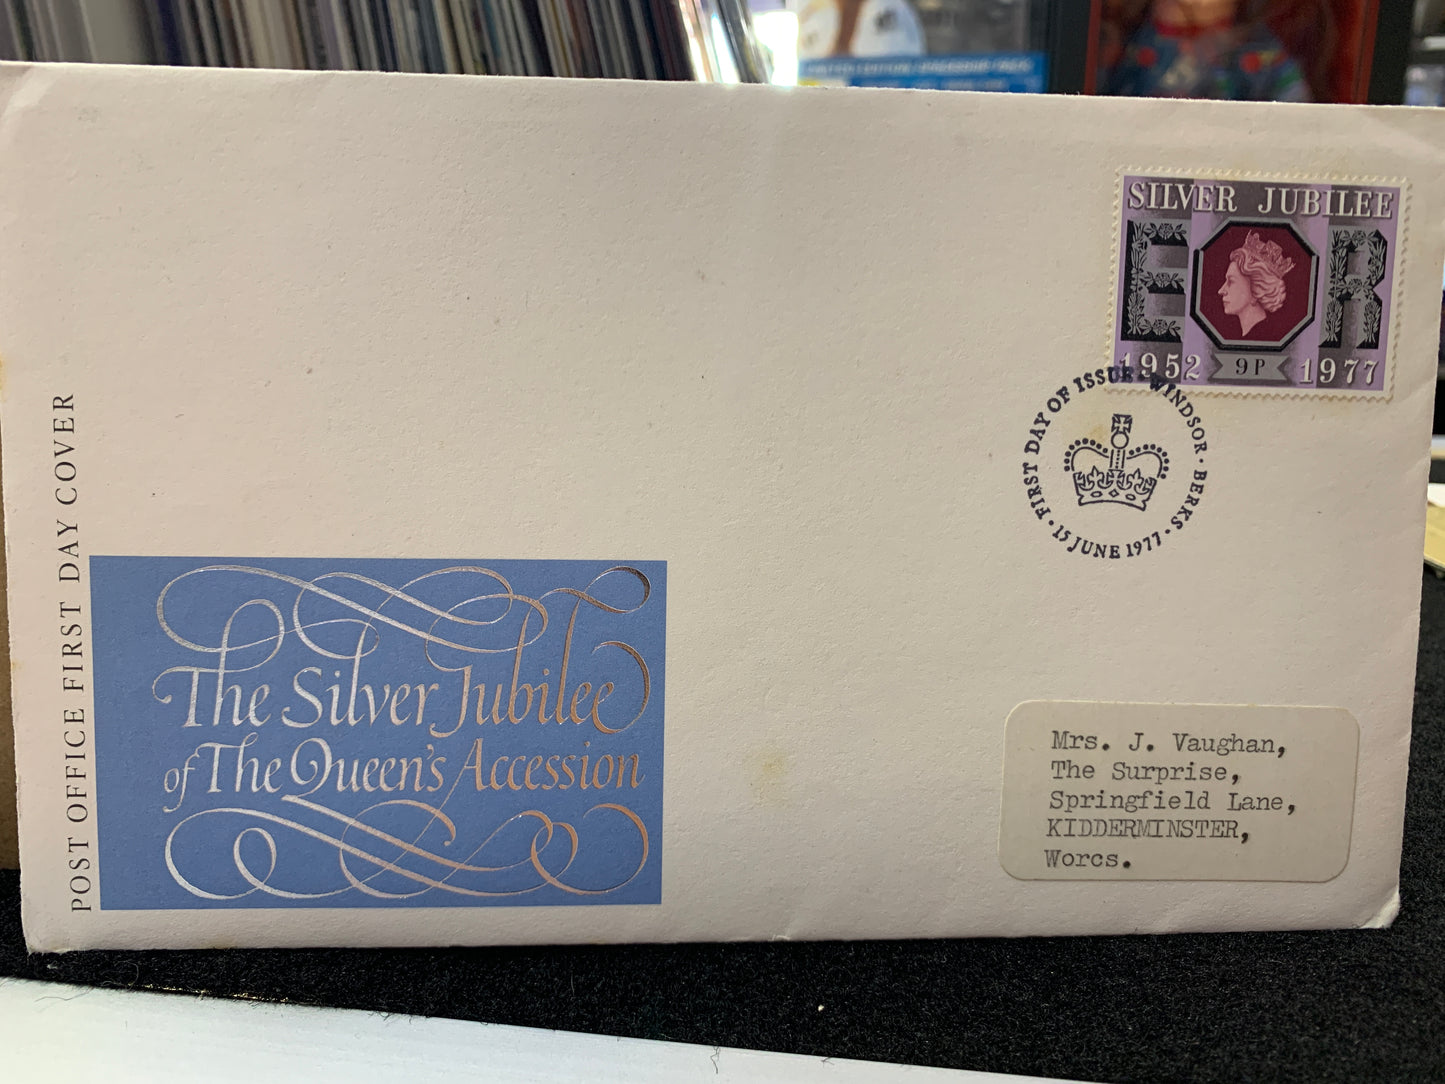 SILVER JUBILEE
E R
1952 9P 1977
FIRST DAY OF ISSUE · WINDSOR · BERKS ·
15 JUNE 1977
POST OFFICE FIRST DAY COVER
The Silver Jubilee
of The Queen's Accession
Mrs. J. Vaughan,
The Surprise,
Springfield Lane,
KIDDERMINSTER,
Worcs.